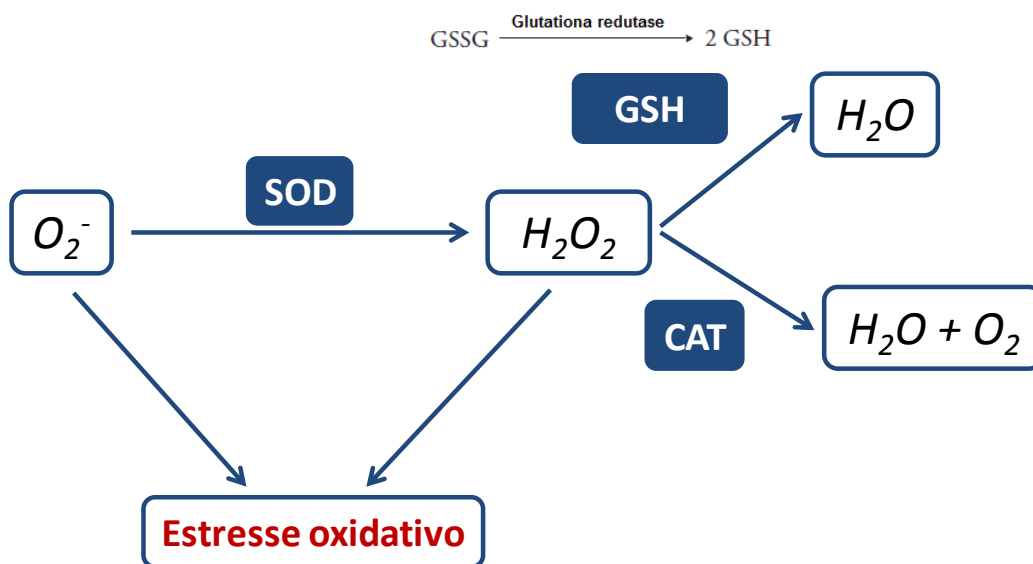 Glutationa redutase
GSSG → 2 GSH
GSH
H₂O
SOD
O₂⁻
H₂O₂
CAT
H₂O + O₂
Estresse oxidativo